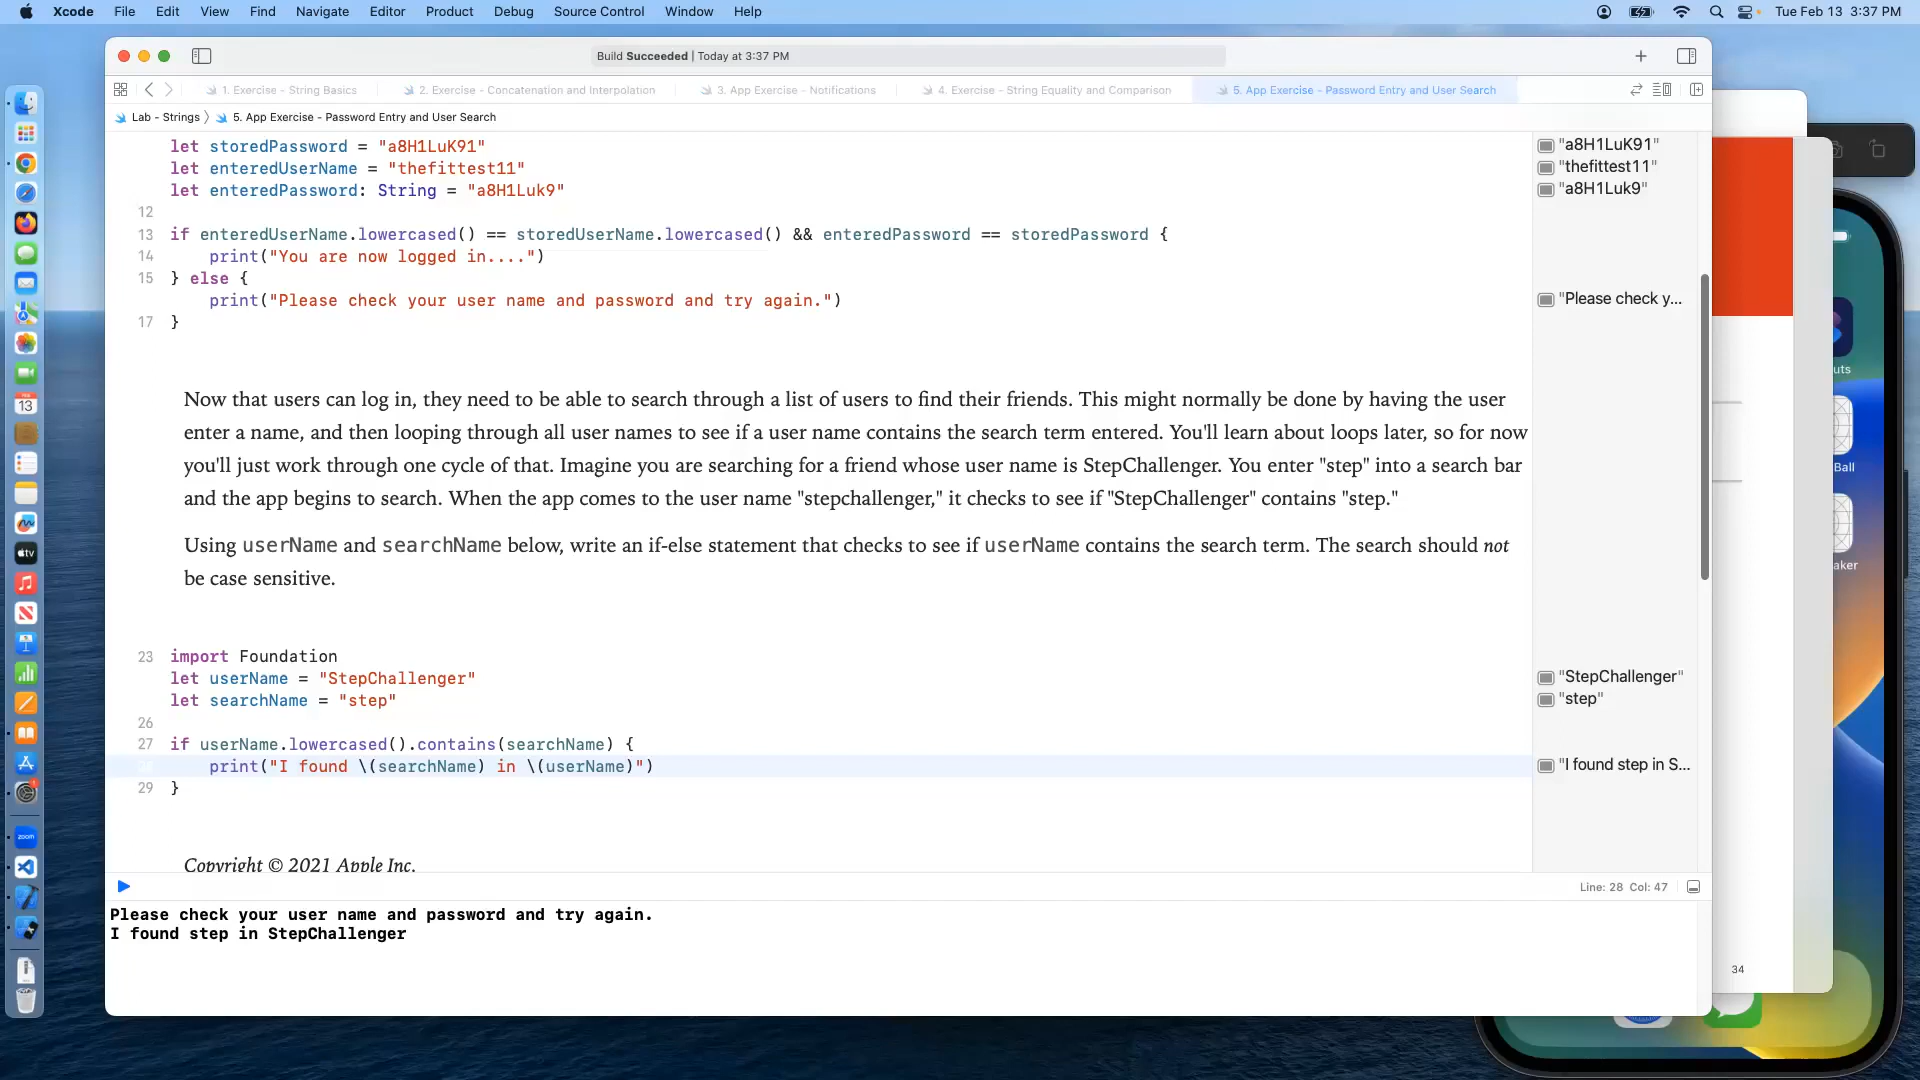 Xcode File Edit View Find Navigate Editor Product Debug Source Control Window Help Tue Feb 13 3:37 PM
Build Succeeded | Today at 3:37 PM
1. Exercise - String Basics 2. Exercise - Concatenation and Interpolation 3. App Exercise - Notifications 4. Exercise - String Equality and Comparison 5. App Exercise - Password Entry and User Search
Lab - Strings 5. App Exercise - Password Entry and User Search
let storedPassword = "a8H1LuK91" "a8H1LuK91"
let enteredUserName = "thefittest11" "thefittest11"
let enteredPassword: String = "a8H1Luk9" "a8H1Luk9"
12
13 if enteredUserName.lowercased() == storedUserName.lowercased() && enteredPassword == storedPassword {
14 print("You are now logged in....")
15 } else {
print("Please check your user name and password and try again.") "Please check y...
17 }
Now that users can log in, they need to be able to search through a list of users to find their friends. This might normally be done by having the user
enter a name, and then looping through all user names to see if a user name contains the search term entered. You'll learn about loops later, so for now
you'll just work through one cycle of that. Imagine you are searching for a friend whose user name is StepChallenger. You enter "step" into a search bar
and the app begins to search. When the app comes to the user name "stepchallenger," it checks to see if "StepChallenger" contains "step."
Using userName and searchName below, write an if-else statement that checks to see if userName contains the search term. The search should not
be case sensitive.
23 import Foundation
let userName = "StepChallenger" "StepChallenger"
let searchName = "step" "step"
26
27 if userName.lowercased().contains(searchName) {
28 print("I found \(searchName) in \(userName)") "I found step in S...
29 }
Copyright © 2021 Apple Inc.
Line: 28 Col: 47
Please check your user name and password and try again.
I found step in StepChallenger
uts
Ball
aker
34
13
tv
zoom